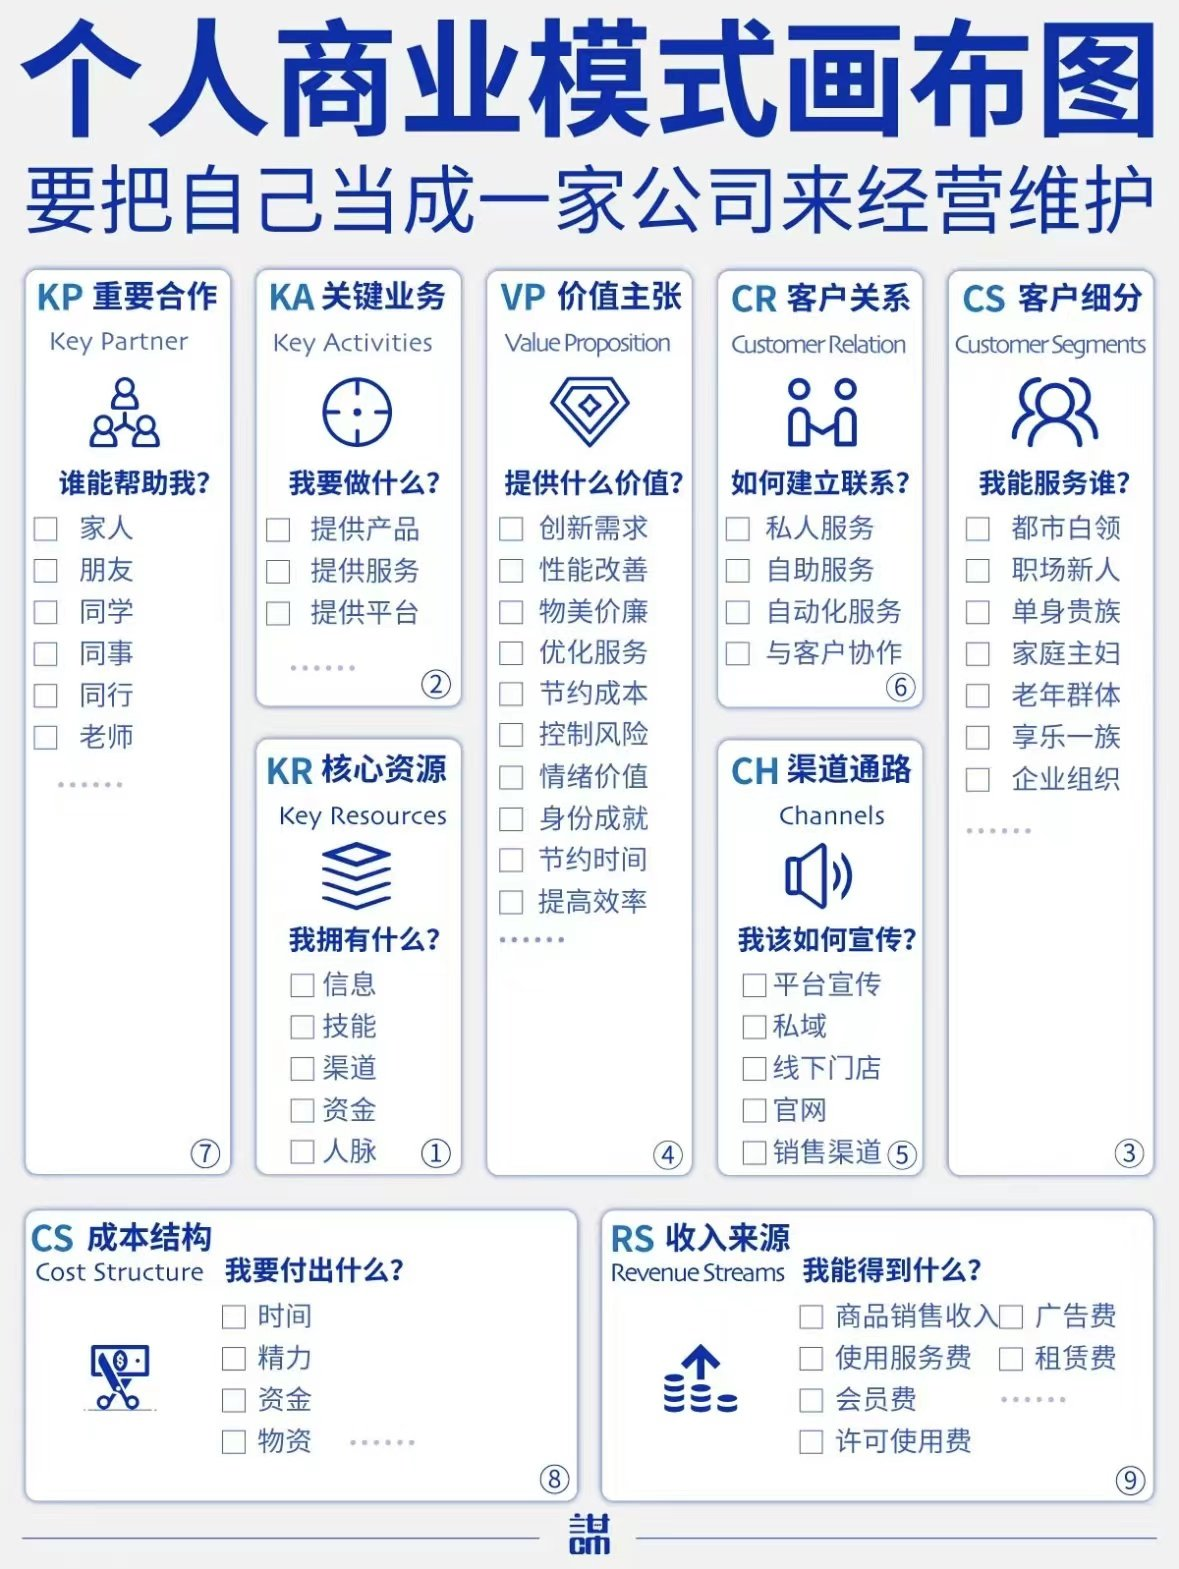 个人商业模式画布图
要把自己当成一家公司来经营维护
KP 重要合作
Key Partner
谁能帮助我?
家人
朋友
同学
同事
同行
老师
......
⑦
KA 关键业务
Key Activities
我要做什么?
提供产品
提供服务
提供平台
......
②
KR 核心资源
Key Resources
我拥有什么?
信息
技能
渠道
资金
人脉
①
VP 价值主张
Value Proposition
提供什么价值?
创新需求
性能改善
物美价廉
优化服务
节约成本
控制风险
情绪价值
身份成就
节约时间
提高效率
......
④
CR 客户关系
Customer Relation
如何建立联系?
私人服务
自助服务
自动化服务
与客户协作
⑥
CH 渠道通路
Channels
我该如何宣传?
平台宣传
私域
线下门店
官网
销售渠道
⑤
CS 客户细分
Customer Segments
我能服务谁?
都市白领
职场新人
单身贵族
家庭主妇
老年群体
享乐一族
企业组织
......
③
CS 成本结构
Cost Structure
我要付出什么?
时间
精力
资金
物资
......
⑧
RS 收入来源
Revenue Streams
我能得到什么?
商品销售收入
使用服务费
会员费
许可使用费
广告费
租赁费
......
⑨